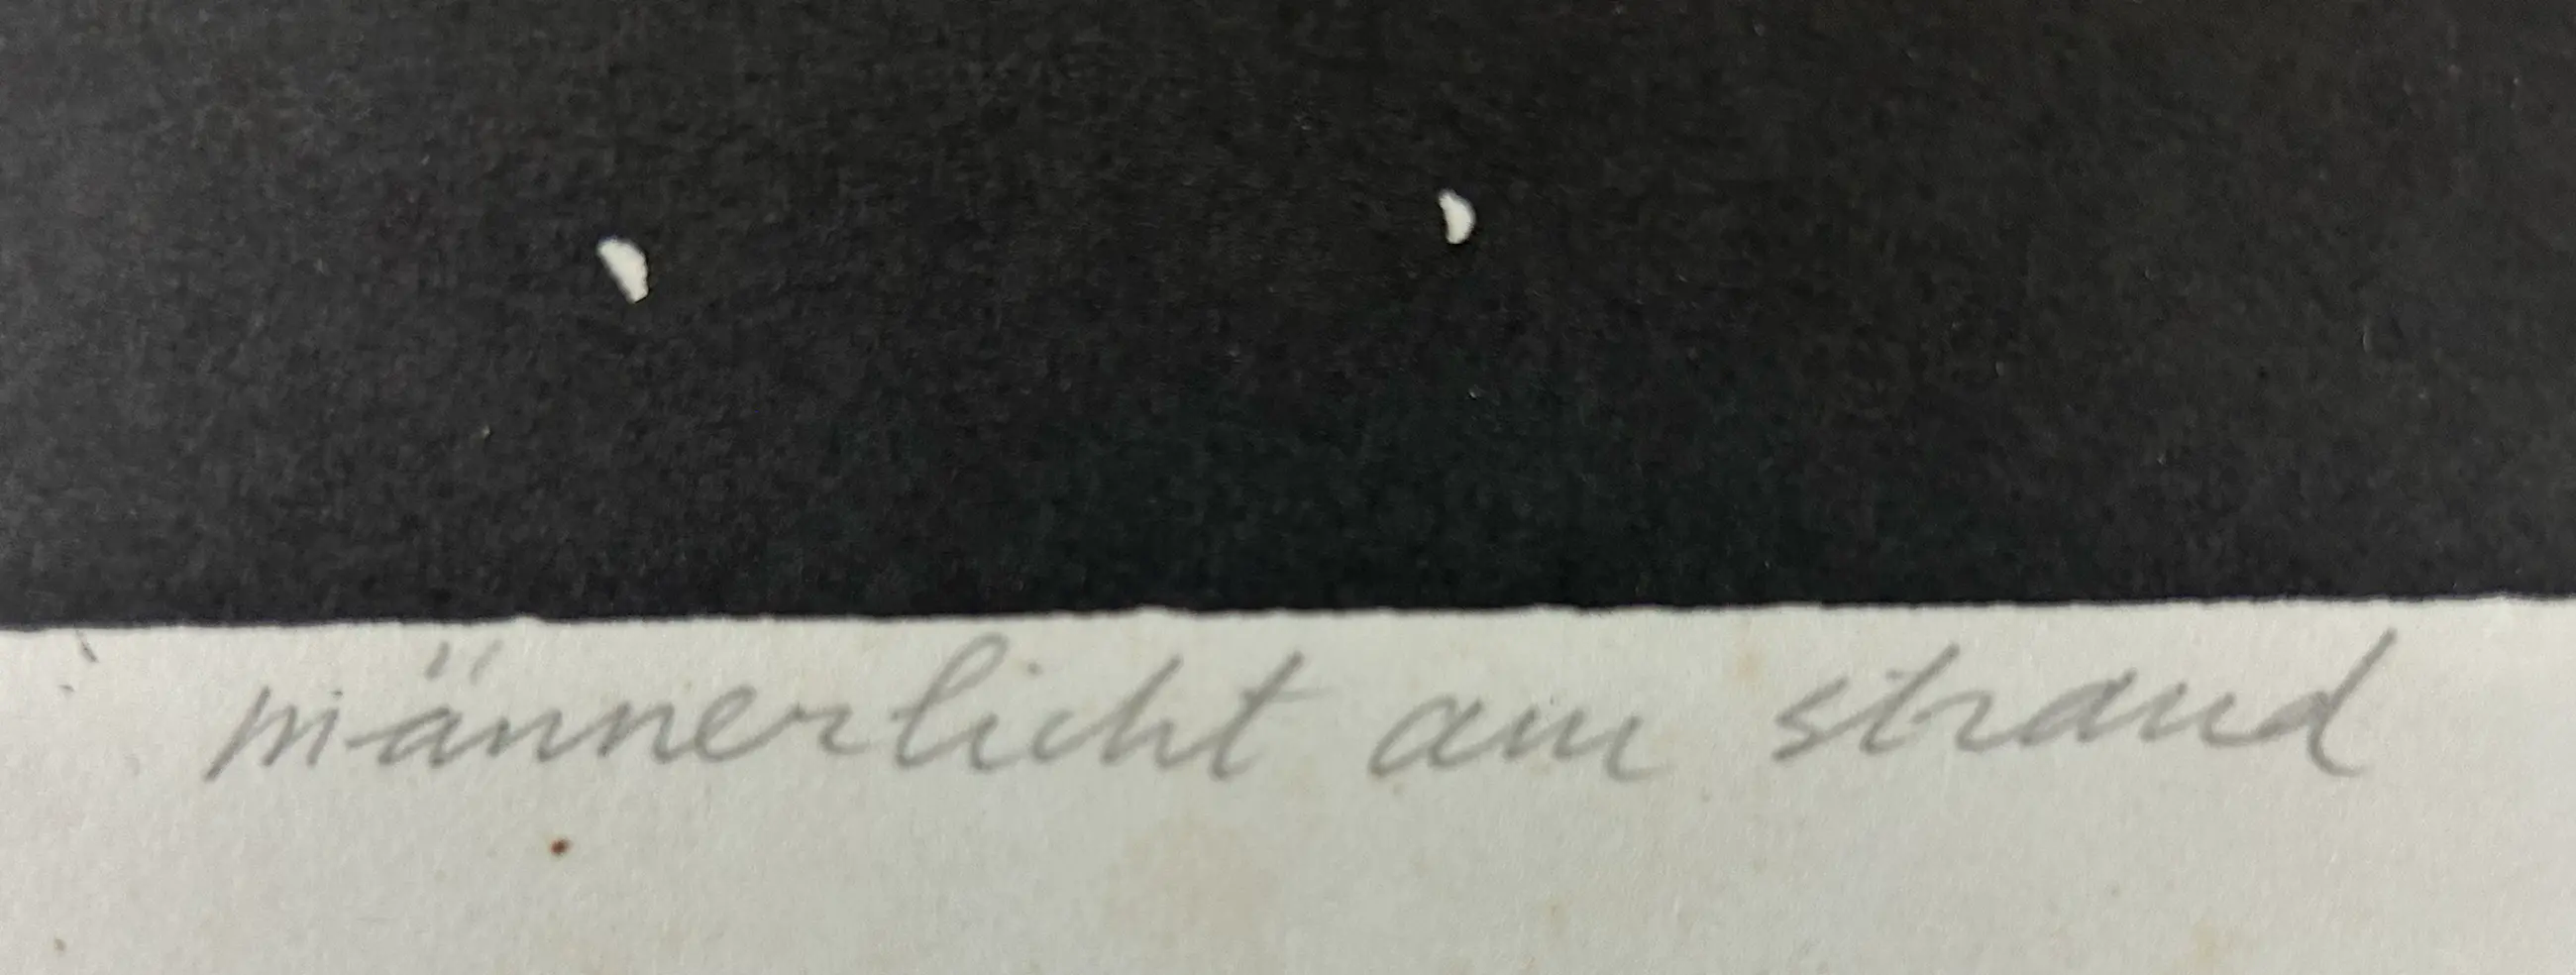 männerlicht am strand